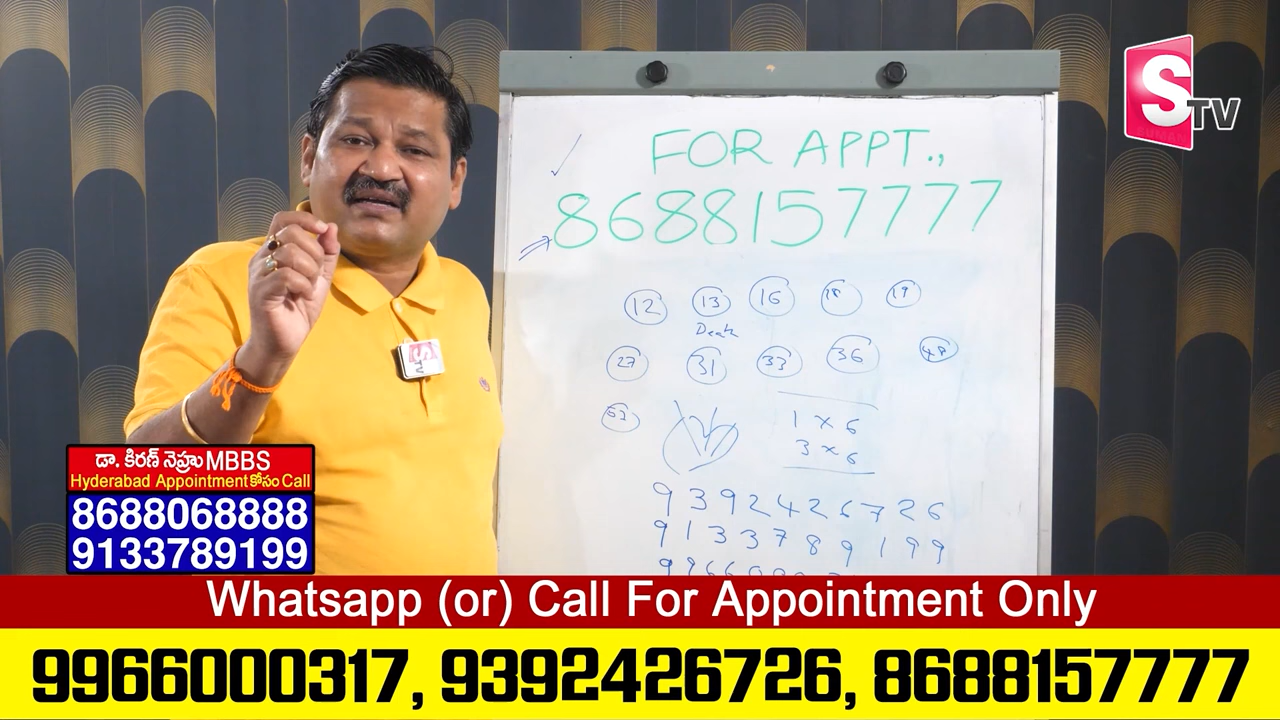 STV
FOR APPT.,
8688157777
12 13 16 18 19
Death
27 31 33 36 48
53
1 x 6
3 x 6
9392426726
9133789199
డా. కిరణ్ నెహ్రు MBBS
Hyderabad Appointment కోసం Call
8688068888
9133789199
Whatsapp (or) Call For Appointment Only
9966000317, 9392426726, 8688157777